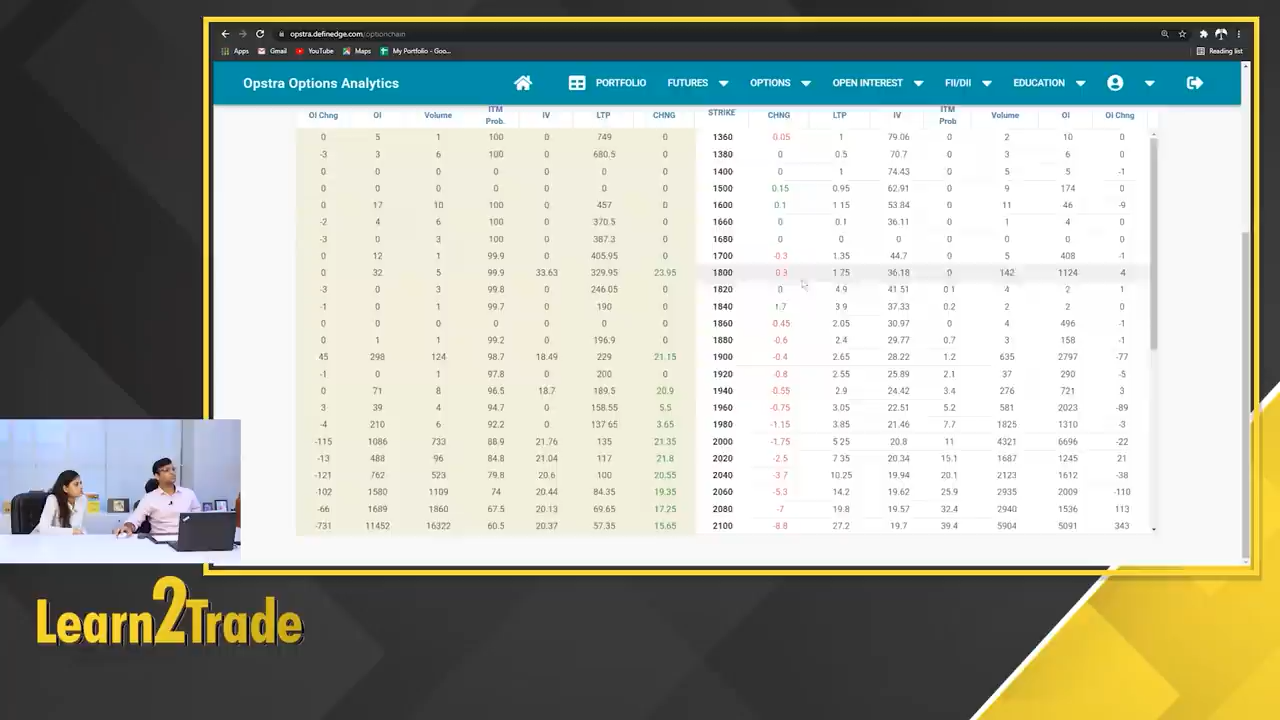 opstra.definedge.com/optionchain
Apps Gmail YouTube Maps My Portfolio - Goo... Reading list
Opstra Options Analytics PORTFOLIO FUTURES OPTIONS OPEN INTEREST FII/DII EDUCATION
OI Chng OI Volume ITM Prob. IV LTP CHNG STRIKE CHNG LTP IV ITM Prob Volume OI OI Chng
0 5 1 100 0 749 0 1360 0.05 1 79.06 0 2 10 0
-3 3 6 100 0 680.5 0 1380 0 0.5 70.7 0 3 6 0
0 0 0 100 0 0 0 1400 0 1 74.43 0 5 5 -1
0 0 0 100 0 0 0 1500 0.15 0.95 62.91 0 9 174 0
0 17 10 100 0 457 0 1600 0.1 1.15 53.84 0 11 46 -9
-2 4 6 100 0 370.5 0 1660 0 0.1 36.11 0 1 4 0
-3 0 3 100 0 387.3 0 1680 0 0 0 0 0 0 0
0 12 1 99.9 0 405.95 0 1700 -0.3 1.35 44.7 0 5 408 -1
0 32 5 99.9 33.63 329.95 23.95 1800 0.3 1.75 36.18 0 142 1124 4
-3 0 3 99.8 0 246.05 0 1820 0 4.9 41.51 0.1 4 2 1
0 0 1 99.7 0 190 0 1840 1.7 3.9 37.33 0.2 2 2 0
0 0 0 0 0 0 0 1860 0.45 2.05 30.97 0 4 496 -1
0 1 1 99.2 0 196.9 0 1880 -0.6 2.4 29.77 0.7 3 158 -1
45 298 124 98.7 18.49 229 21.15 1900 -0.4 2.65 28.22 1.2 635 2797 -77
-1 0 1 97.8 0 200 0 1920 -0.8 2.55 25.89 2.1 37 290 -5
0 71 8 96.5 18.7 189.5 20.9 1940 -0.55 2.9 24.42 3.4 276 721 3
3 39 4 94.7 0 158.55 5.5 1960 -0.75 3.05 22.51 5.2 581 2023 -89
-4 210 6 92.2 0 137.65 3.65 1980 -1.15 3.85 21.46 7.7 1825 1310 -3
-115 1086 733 88.9 21.76 135 21.35 2000 -1.75 5.25 20.8 11 4321 6696 -22
-13 488 96 84.8 21.04 117 21.8 2020 -2.5 7.35 20.34 15.1 1687 1245 21
-121 762 523 79.8 20.6 100 20.55 2040 -3.7 10.25 19.94 20.1 2123 1612 -38
-102 1580 1109 74 20.44 84.35 19.35 2060 -5.3 14.2 19.62 25.9 2935 2009 -110
-66 1689 1860 67.5 20.13 69.65 17.25 2080 -7 19.8 19.57 32.4 2940 1536 113
-731 11452 16322 60.5 20.37 57.35 15.65 2100 -8.8 27.2 19.7 39.4 5904 5091 343
Learn2Trade